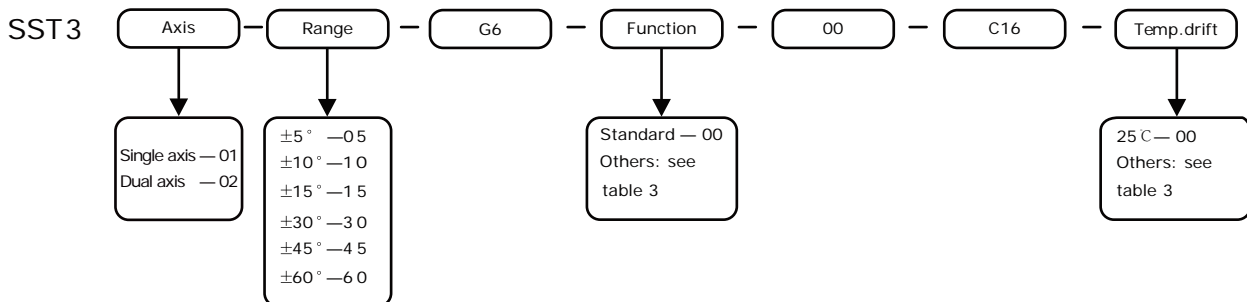 SST3 Axis — Range — G6 — Function — 00 — C16 — Temp.drift
Single axis — 01
Dual axis — 02
±5° —05
±10°—10
±15°—15
±30°—30
±45°—45
±60°—60
Standard — 00
Others: see
table 3
25℃— 00
Others: see
table 3